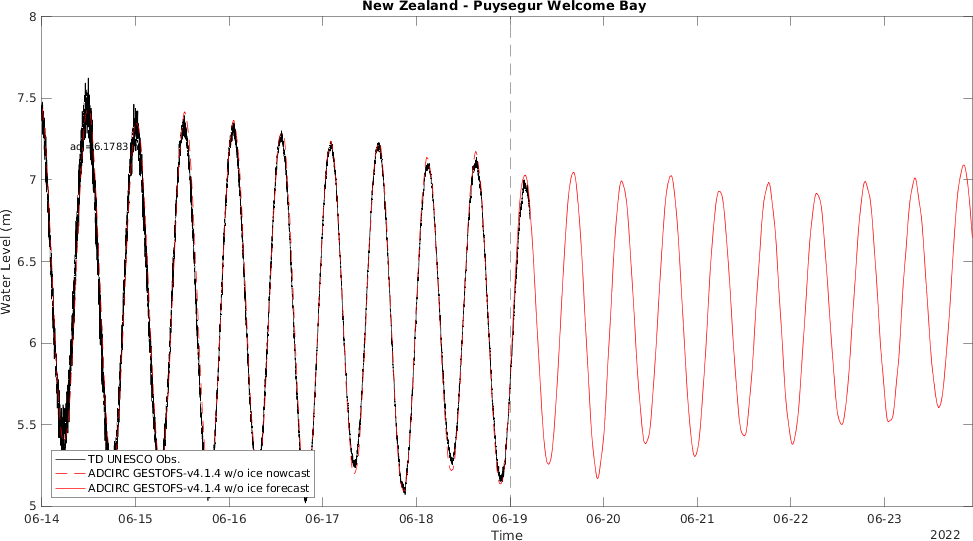 New Zealand - Puysegur Welcome Bay
8
7.5
7
6.5
6
5.5
5
Water Level (m)
6.1783
TD UNESCO Obs.
ADCIRC GESTOFS-v4.1.4 w/o ice nowcast
ADCIRC GESTOFS-v4.1.4 w/o ice forecast
06-14 06-15 06-16 06-17 06-18 06-19 06-20 06-21 06-22 06-23
Time
2022